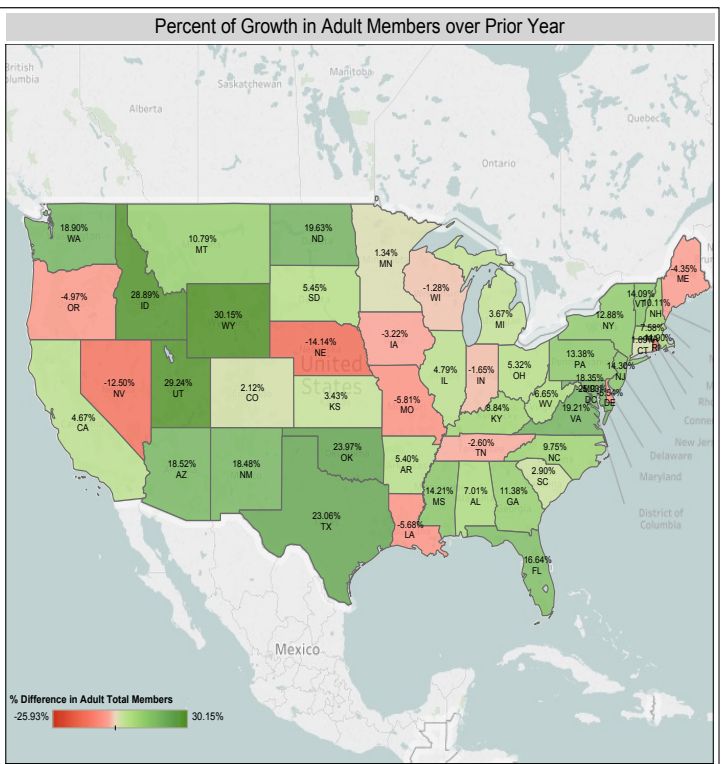 Percent of Growth in Adult Members over Prior Year
British
Columbia
Alberta
Saskatchewan
Manitoba
Ontario
Quebec
18.90%
WA
10.79%
MT
19.63%
ND
1.34%
MN
-4.35%
ME
-4.97%
OR
28.89%
ID
30.15%
WY
5.45%
SD
-1.28%
WI
3.67%
MI
14.09%
VT
10.11%
NH
12.88%
NY
7.58%
CT
RI
-12.50%
NV
29.24%
UT
2.12%
CO
-14.14%
NE
-3.22%
IA
4.79%
IL
-1.65%
IN
5.32%
OH
13.38%
PA
14.30%
NJ
United
States
4.67%
CA
3.43%
KS
-5.81%
MO
8.84%
KY
-6.65%
WV
18.35%
DC
DE
19.21%
VA
18.52%
AZ
18.48%
NM
23.97%
OK
5.40%
AR
-2.60%
TN
9.75%
NC
2.90%
SC
23.06%
TX
-5.68%
LA
14.21%
MS
7.01%
AL
11.38%
GA
16.64%
FL
New Jer
Delaware
Maryland
District of
Columbia
Mexico
% Difference in Adult Total Members
-25.93%
30.15%